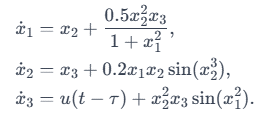 ẋ₁ = x₂ + 0.5x₂²x₃ / (1 + x₁²),
ẋ₂ = x₃ + 0.2x₁x₂ sin(x₂³),
ẋ₃ = u(t − τ) + x₂²x₃ sin(x₁²).